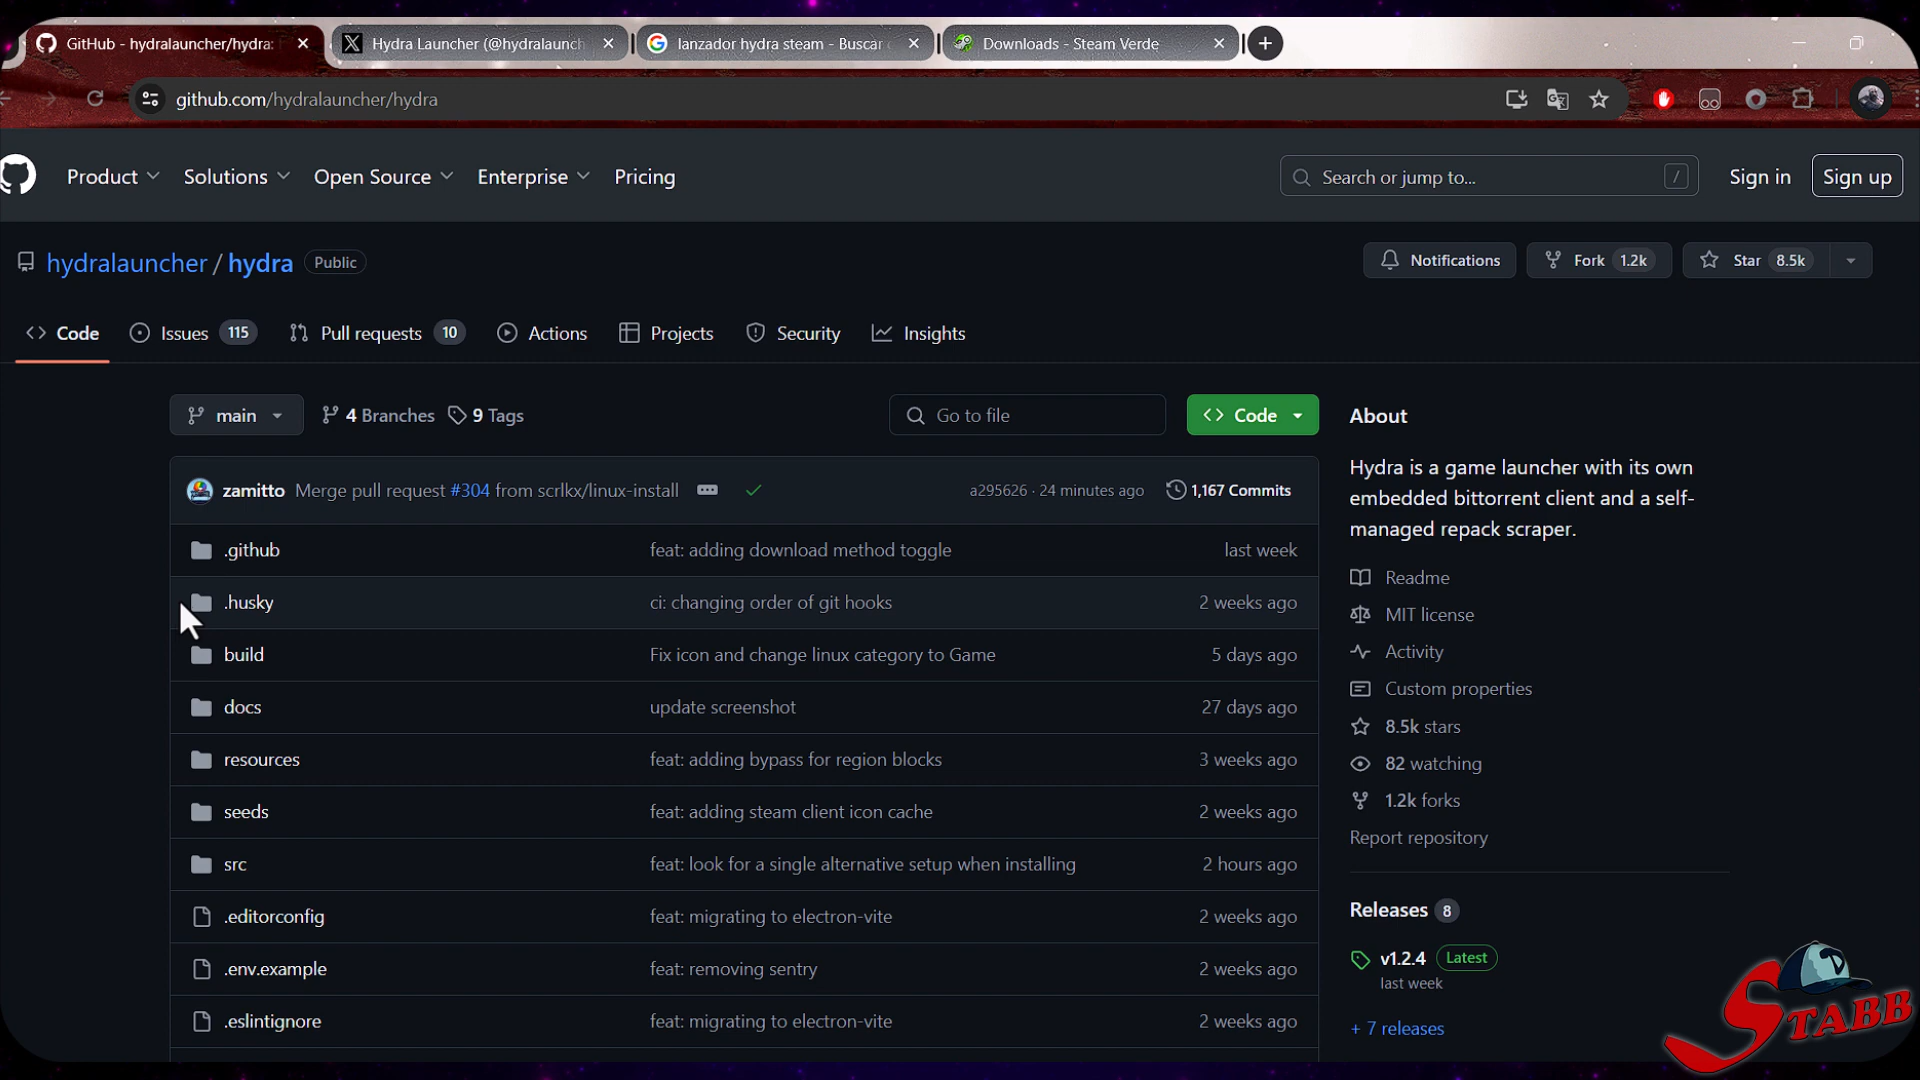 GitHub - hydralauncher/hydra:
Hydra Launcher (@hydralaunch
lanzador hydra steam - Buscar
Downloads - Steam Verde
github.com/hydralauncher/hydra
Product
Solutions
Open Source
Enterprise
Pricing
Search or jump to...
/
Sign in
Sign up
hydralauncher / hydra
Public
Notifications
Fork 1.2k
Star 8.5k
Code
Issues 115
Pull requests 10
Actions
Projects
Security
Insights
main
4 Branches
9 Tags
Go to file
Code
zamitto Merge pull request #304 from scrlkx/linux-install
a295626 · 24 minutes ago
1,167 Commits
.github feat: adding download method toggle last week
.husky ci: changing order of git hooks 2 weeks ago
build Fix icon and change linux category to Game 5 days ago
docs update screenshot 27 days ago
resources feat: adding bypass for region blocks 3 weeks ago
seeds feat: adding steam client icon cache 2 weeks ago
src feat: look for a single alternative setup when installing 2 hours ago
.editorconfig feat: migrating to electron-vite 2 weeks ago
.env.example feat: removing sentry 2 weeks ago
.eslintignore feat: migrating to electron-vite 2 weeks ago
About
Hydra is a game launcher with its own
embedded bittorrent client and a self-
managed repack scraper.
Readme
MIT license
Activity
Custom properties
8.5k stars
82 watching
1.2k forks
Report repository
Releases 8
v1.2.4 Latest
last week
+ 7 releases
STABB